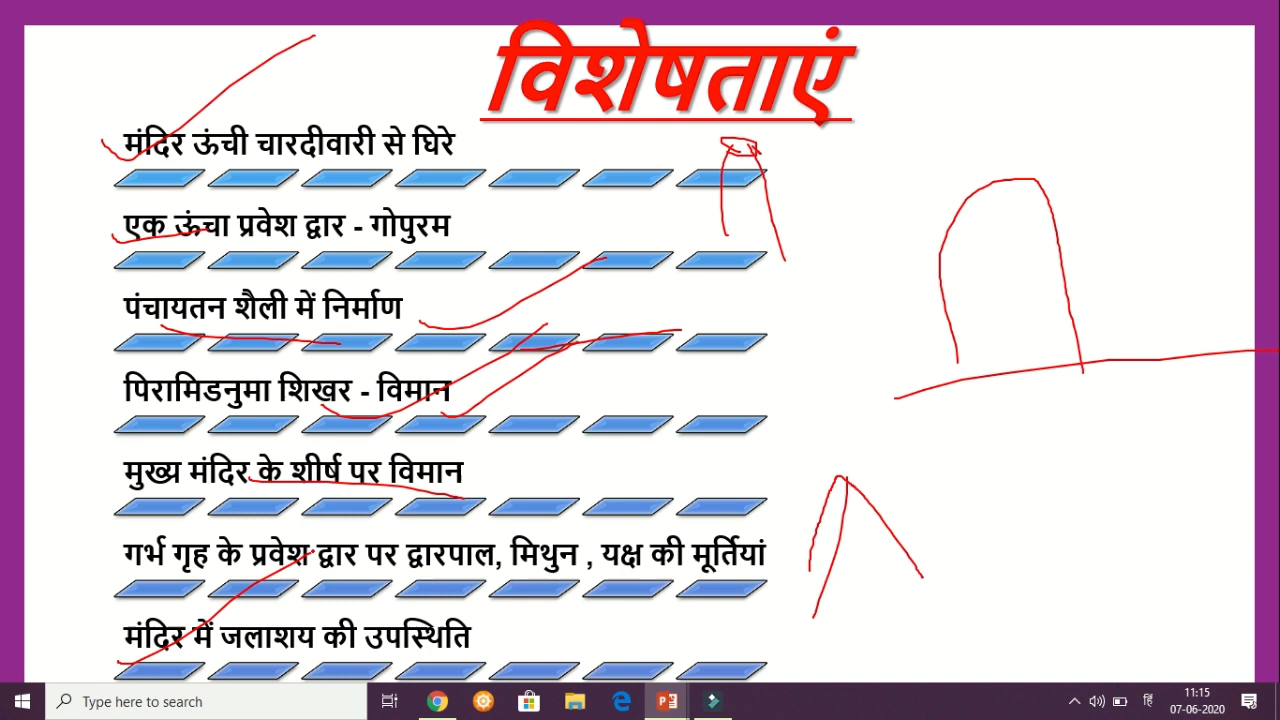 विशेषताएं
मंदिर ऊंची चारदीवारी से घिरे
एक ऊंचा प्रवेश द्वार - गोपुरम
पंचायतन शैली में निर्माण
पिरामिडनुमा शिखर - विमान
मुख्य मंदिर के शीर्ष पर विमान
गर्भ गृह के प्रवेश द्वार पर द्वारपाल, मिथुन , यक्ष की मूर्तियां
मंदिर में जलाशय की उपस्थिति
Type here to search
हिं
11:15
07-06-2020